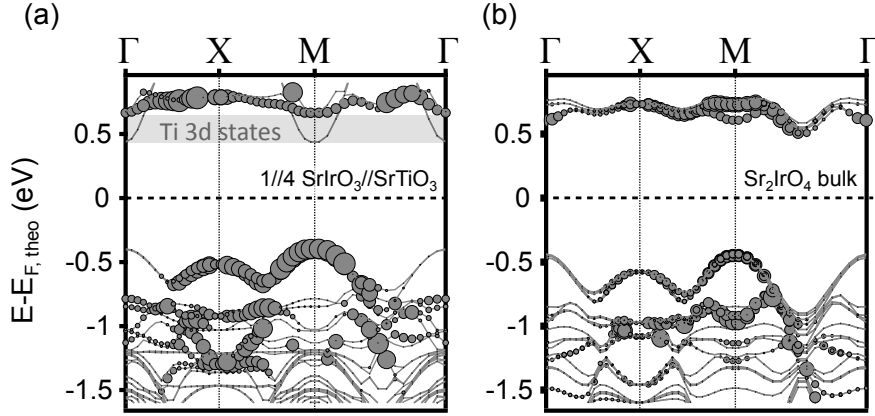 (a)
(b)
Γ X M Γ
Γ X M Γ
E-E_F, theo (eV)
0.5
0
-0.5
-1
-1.5
Ti 3d states
1//4 SrIrO₃//SrTiO₃
0.5
0
-0.5
-1
-1.5
Sr₂IrO₄ bulk